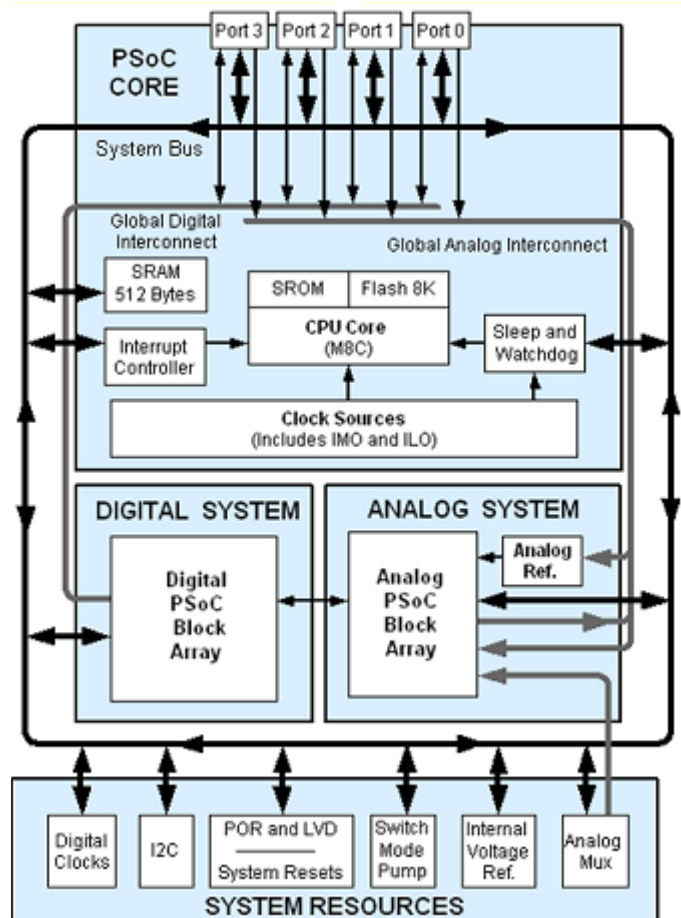 Port 3
Port 2
Port 1
Port 0
PSoC
CORE
System Bus
Global Digital
Interconnect
Global Analog Interconnect
SRAM
512 Bytes
SROM
Flash 8K
CPU Core
(M8C)
Interrupt
Controller
Sleep and
Watchdog
Clock Sources
(Includes IMO and ILO)
DIGITAL SYSTEM
ANALOG SYSTEM
Digital
PSoC
Block
Array
Analog
PSoC
Block
Array
Analog
Ref.
Digital
Clocks
I2C
POR and LVD
System Resets
Switch
Mode
Pump
Internal
Voltage
Ref.
Analog
Mux
SYSTEM RESOURCES